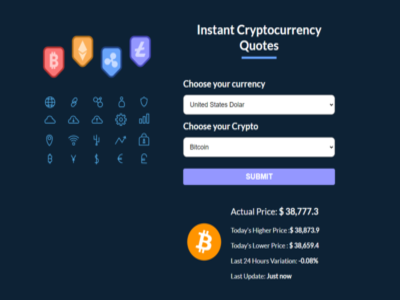 Instant Cryptocurrency
Quotes
Choose your currency
United States Dolar
Choose your Crypto
Bitcoin
SUBMIT
Actual Price: $ 38,777.3
Today's Higher Price :$ 38,873.9
Today's Lower Price : $ 38,659.4
Last 24 Hours Variation: -0.08%
Last Update: Just now